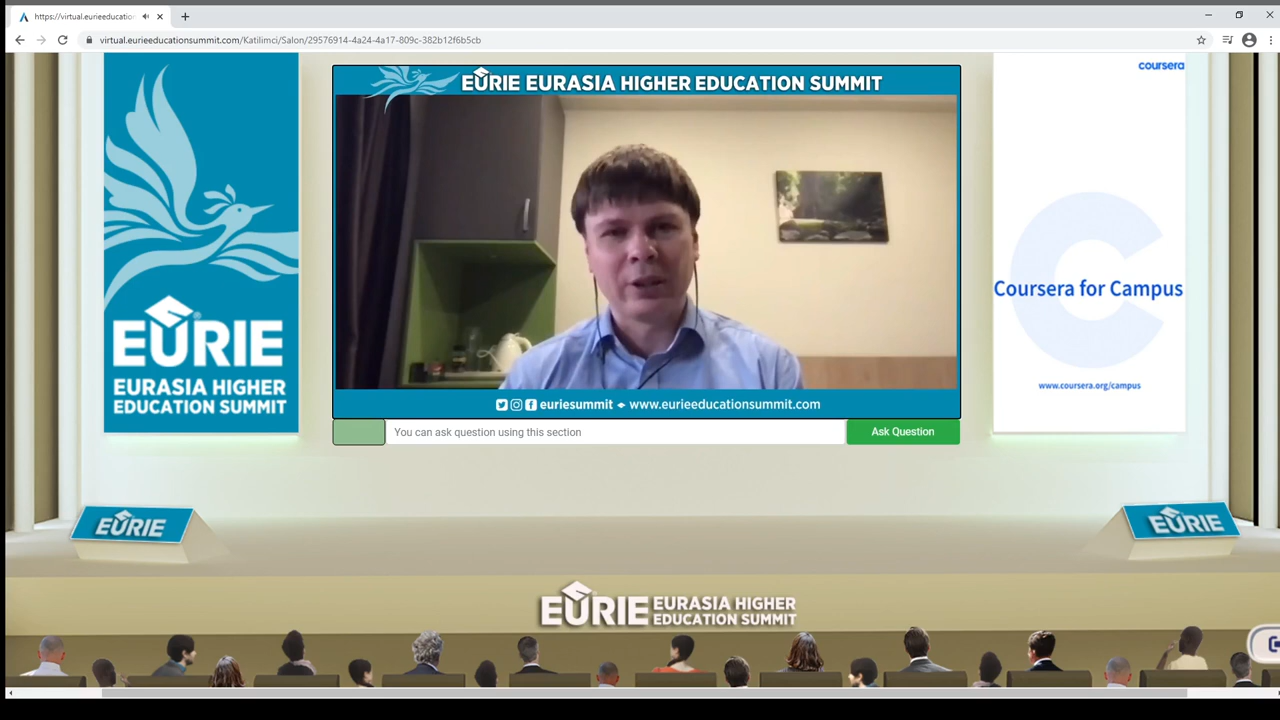 https://virtual.eurieeducatio
virtual.eurieeducationsummit.com/Katilimci/Salon/29576914-4a24-4a17-809c-382b12f6b5cb
EURIE EURASIA HIGHER EDUCATION SUMMIT
coursera
EURIE
EURASIA HIGHER
EDUCATION SUMMIT
Coursera for Campus
www.coursera.org/campus
euriesummit www.eurieeducationsummit.com
You can ask question using this section
Ask Question
EURIE
EURIE
EURIE EURASIA HIGHER
EDUCATION SUMMIT